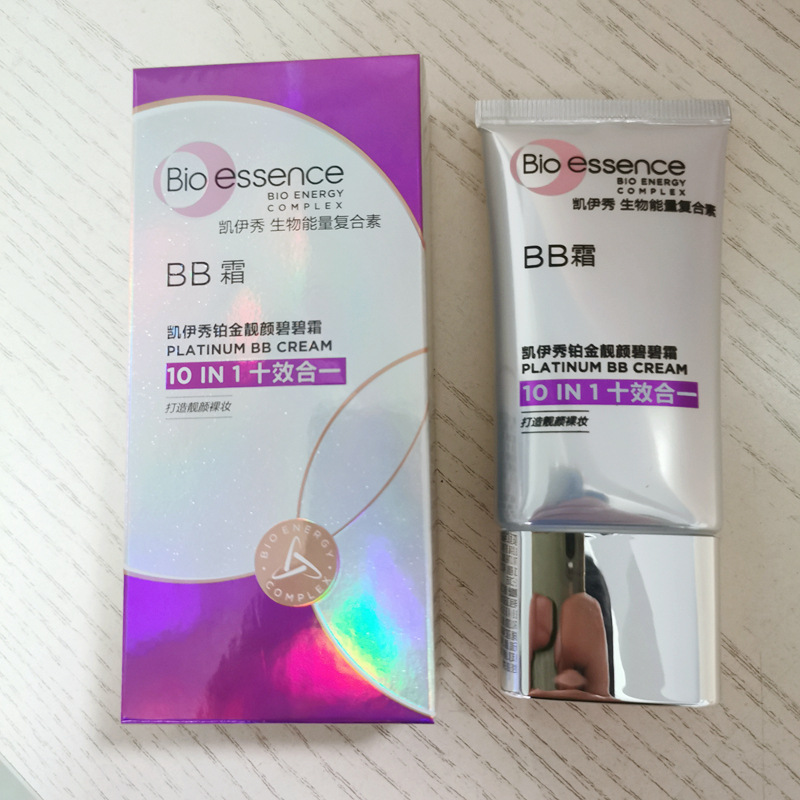 Bio essence
BIO ENERGY
COMPLEX
凯伊秀 生物能量复合素
BB 霜
凯伊秀铂金靓颜碧碧霜
PLATINUM BB CREAM
10 IN 1 十效合一
打造靓颜裸妆
BIO ENERGY
COMPLEX
Bio essence
BIO ENERGY
COMPLEX
凯伊秀 生物能量复合素
BB霜
凯伊秀铂金靓颜碧碧霜
PLATINUM BB CREAM
10 IN 1 十效合一
打造靓颜裸妆